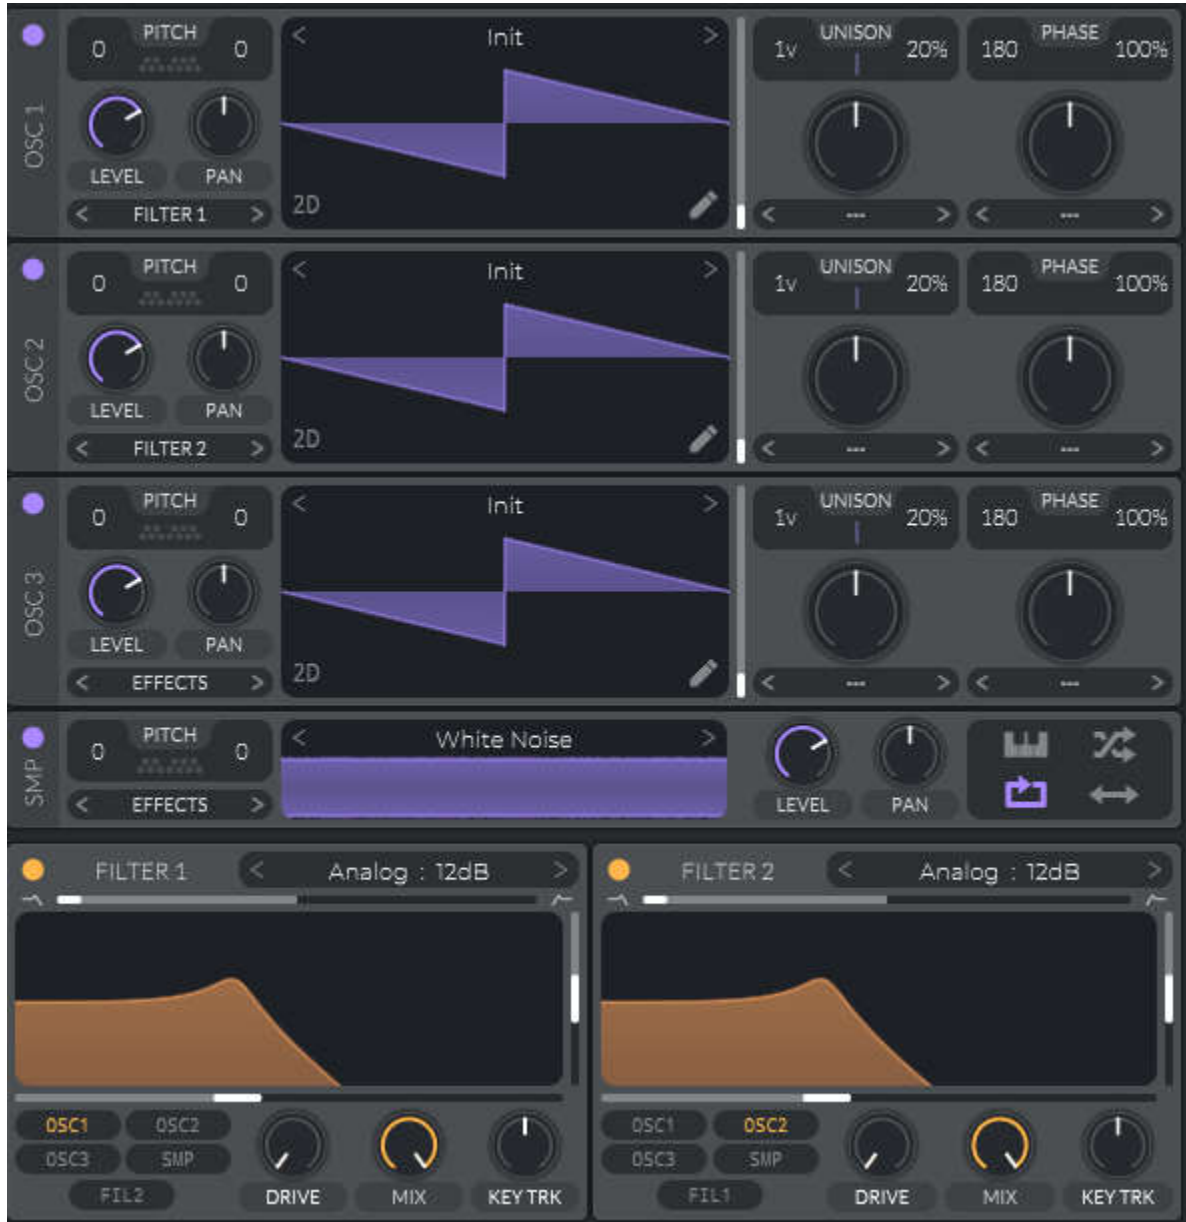 OSC 1
0 PITCH 0
< Init >
UNISON
1v 20%
PHASE
180 100%
LEVEL PAN
< FILTER 1 >
2D
< --- >
< --- >
OSC 2
0 PITCH 0
< Init >
UNISON
1v 20%
PHASE
180 100%
LEVEL PAN
< FILTER 2 >
2D
< --- >
< --- >
OSC 3
0 PITCH 0
< Init >
UNISON
1v 20%
PHASE
180 100%
LEVEL PAN
< EFFECTS >
2D
< --- >
< --- >
SMP
0 PITCH 0
< EFFECTS >
< White Noise >
LEVEL PAN
FILTER 1 < Analog : 12dB >
OSC1 OSC2
OSC3 SMP
FIL2
DRIVE MIX KEY TRK
FILTER 2 < Analog : 12dB >
OSC1 OSC2
OSC3 SMP
FIL1
DRIVE MIX KEY TRK